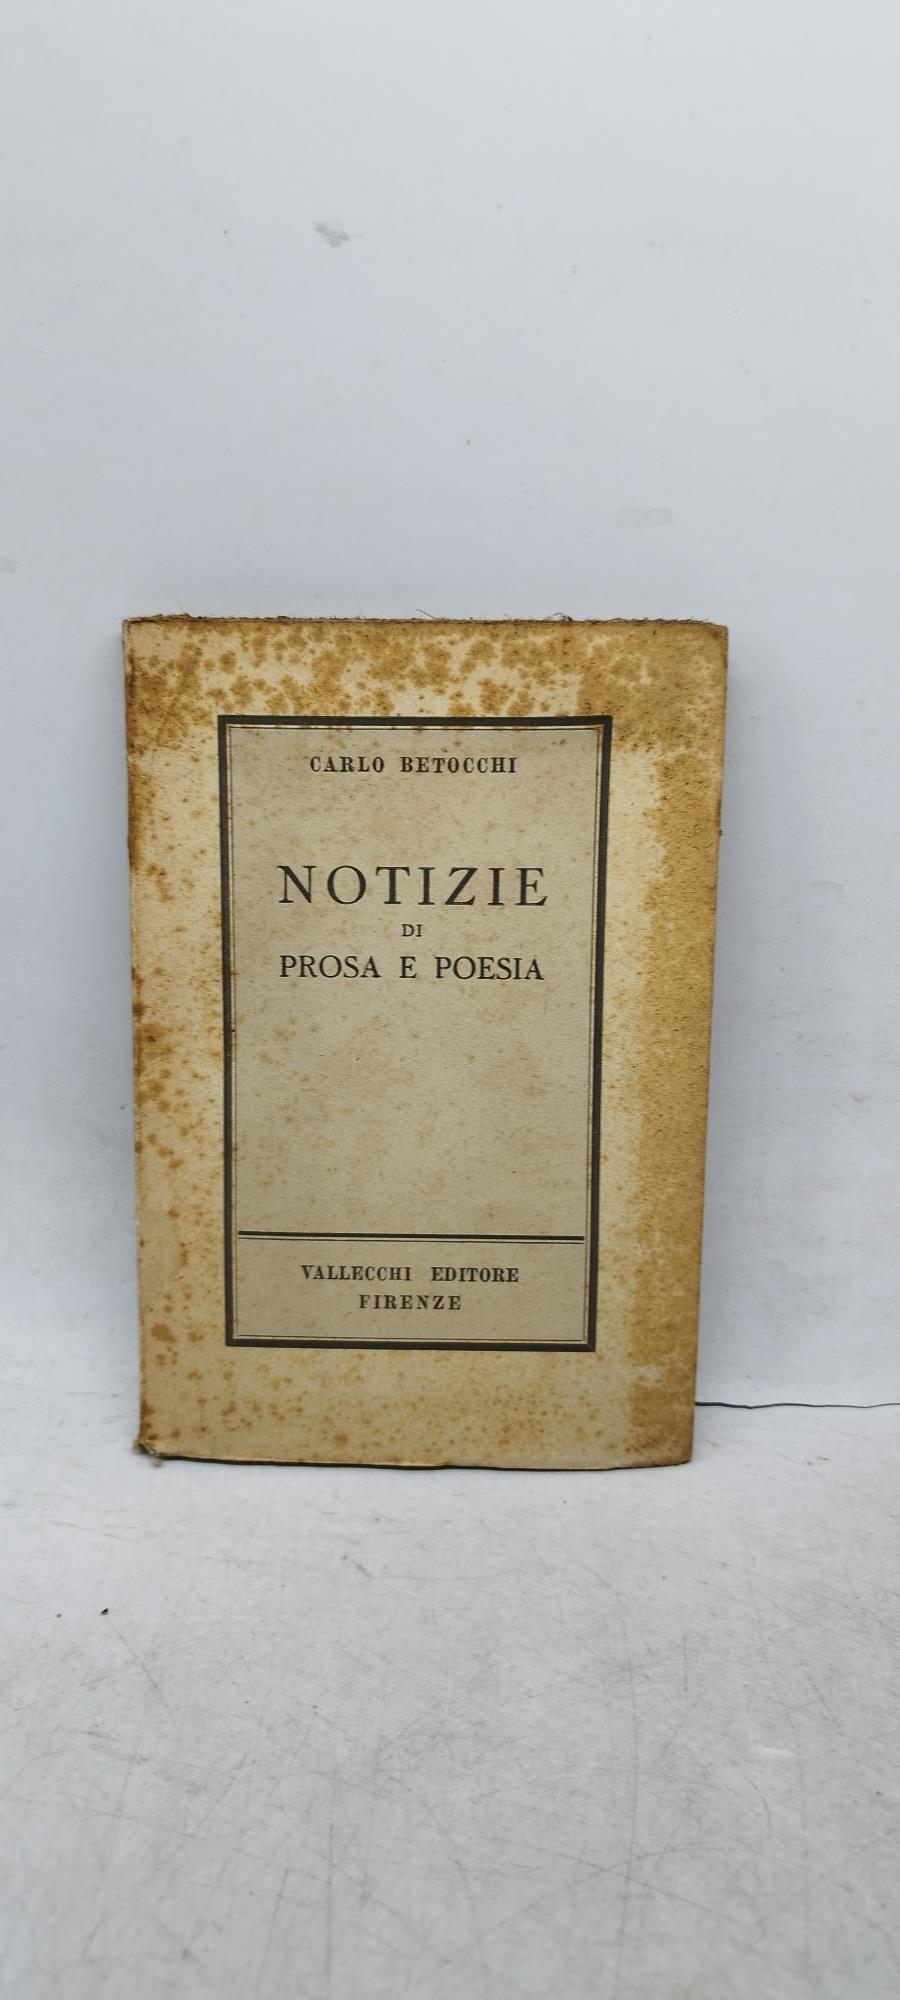 CARLO BETOCCHI
NOTIZIE
DI
PROSA E POESIA
VALLECCHI EDITORE
FIRENZE